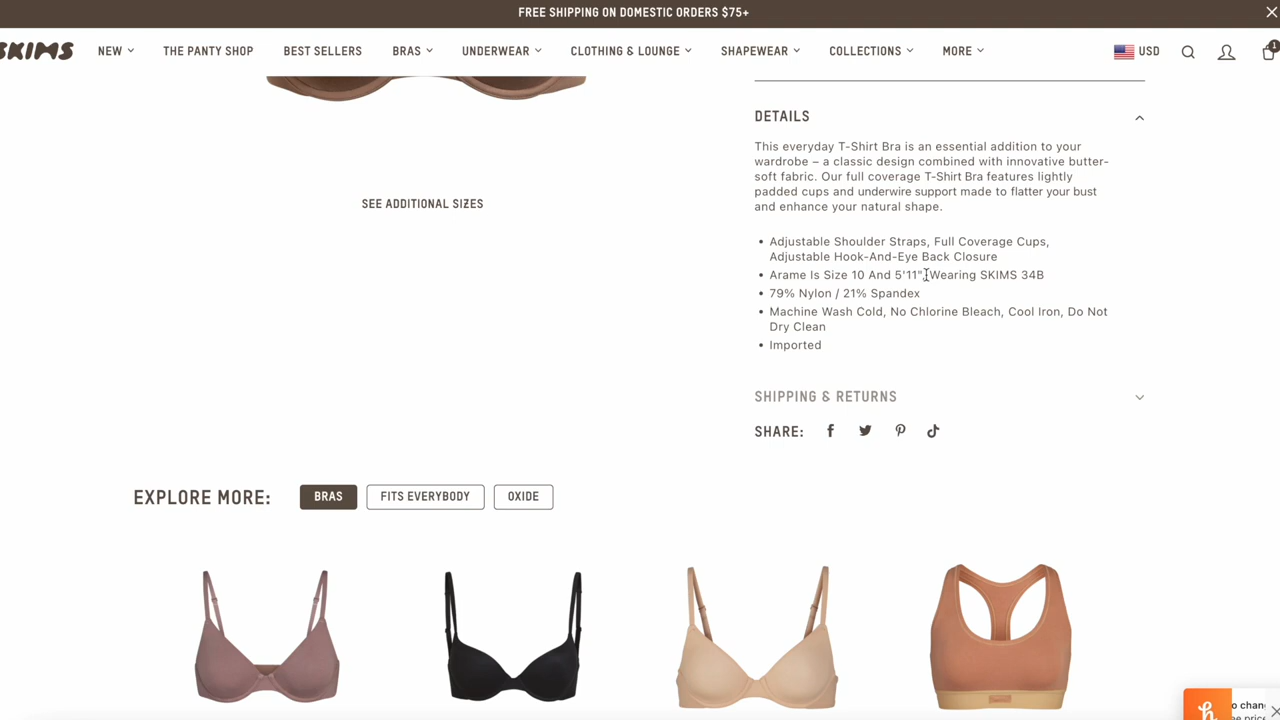 FREE SHIPPING ON DOMESTIC ORDERS $75+
SKIMS
NEW
THE PANTY SHOP
BEST SELLERS
BRAS
UNDERWEAR
CLOTHING & LOUNGE
SHAPEWEAR
COLLECTIONS
MORE
USD
1
DETAILS
This everyday T-Shirt Bra is an essential addition to your
wardrobe – a classic design combined with innovative butter-
soft fabric. Our full coverage T-Shirt Bra features lightly
padded cups and underwire support made to flatter your bust
and enhance your natural shape.
SEE ADDITIONAL SIZES
• Adjustable Shoulder Straps, Full Coverage Cups,
Adjustable Hook-And-Eye Back Closure
• Arame Is Size 10 And 5'11", Wearing SKIMS 34B
• 79% Nylon / 21% Spandex
• Machine Wash Cold, No Chlorine Bleach, Cool Iron, Do Not
Dry Clean
• Imported
SHIPPING & RETURNS
SHARE:
EXPLORE MORE:
BRAS
FITS EVERYBODY
OXIDE
h
o chan
ee price